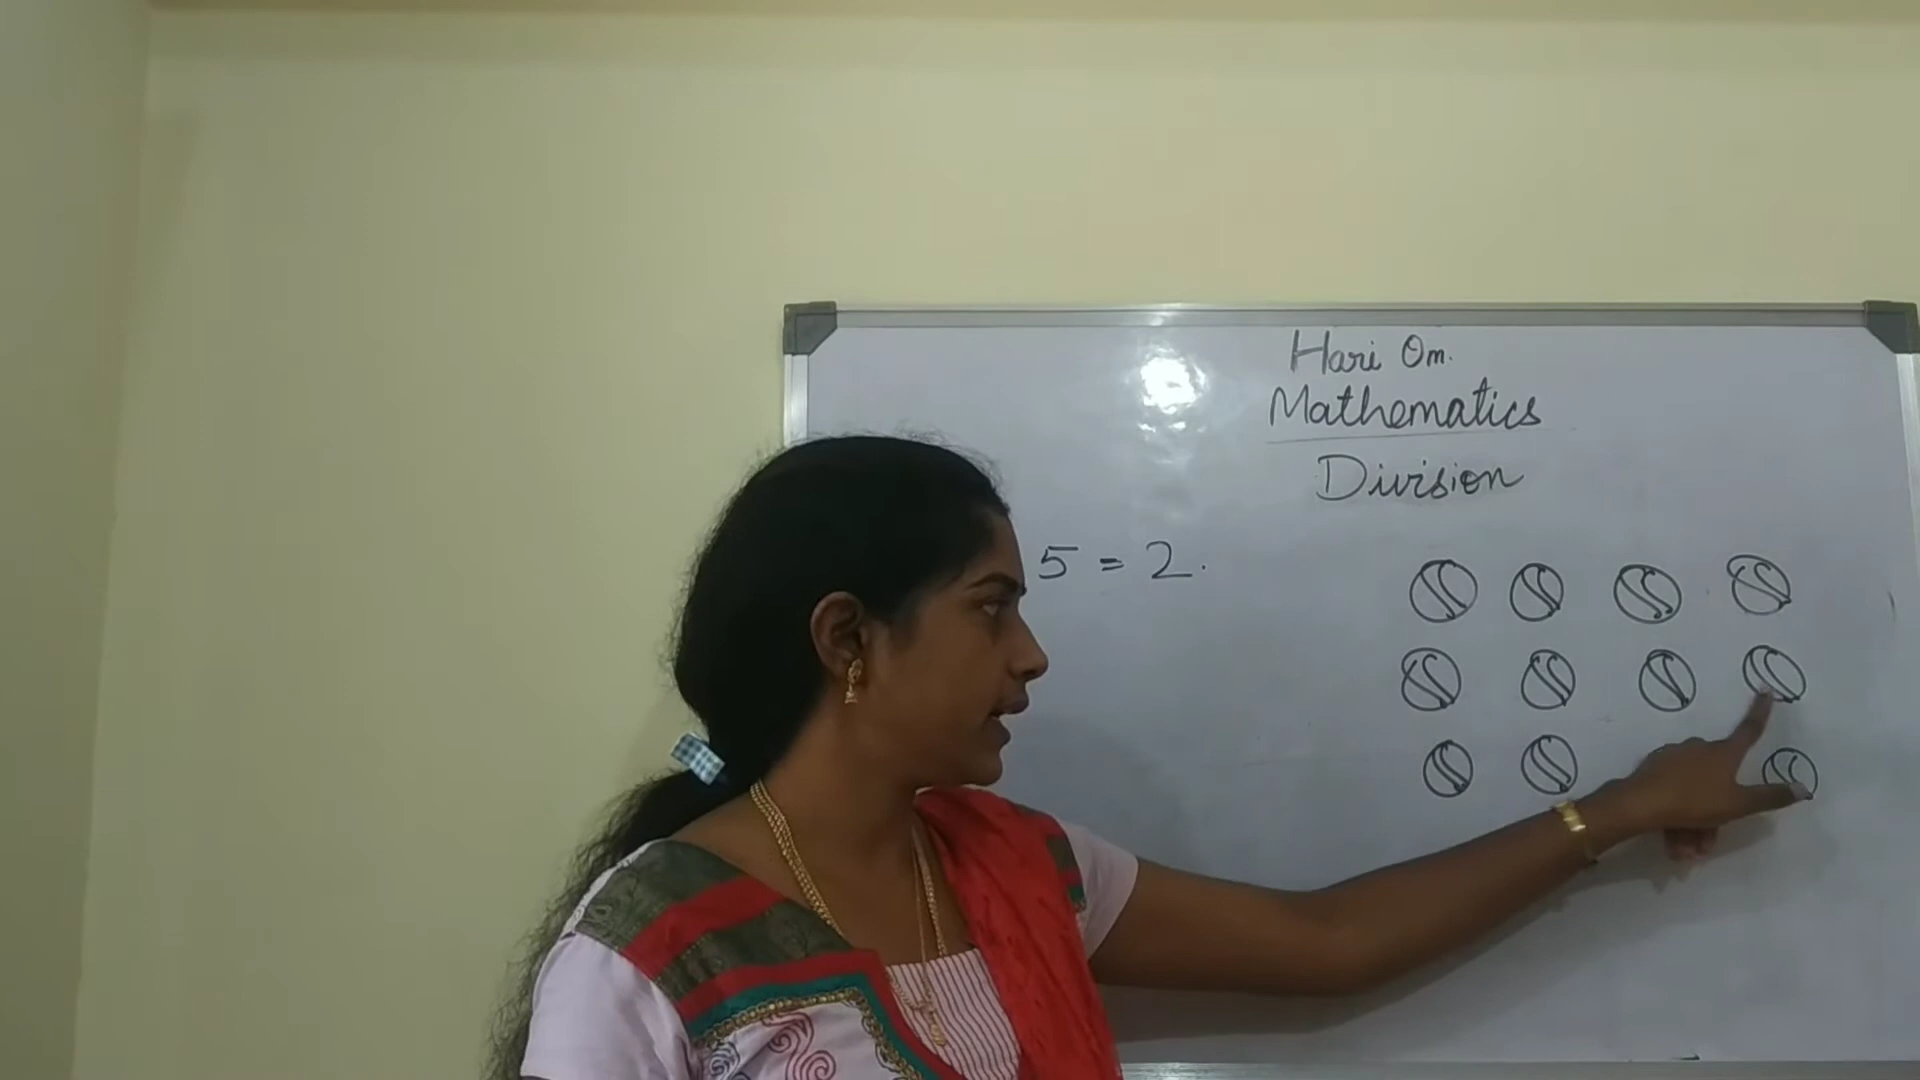 Hari Om.
Mathematics
Division
5 = 2.